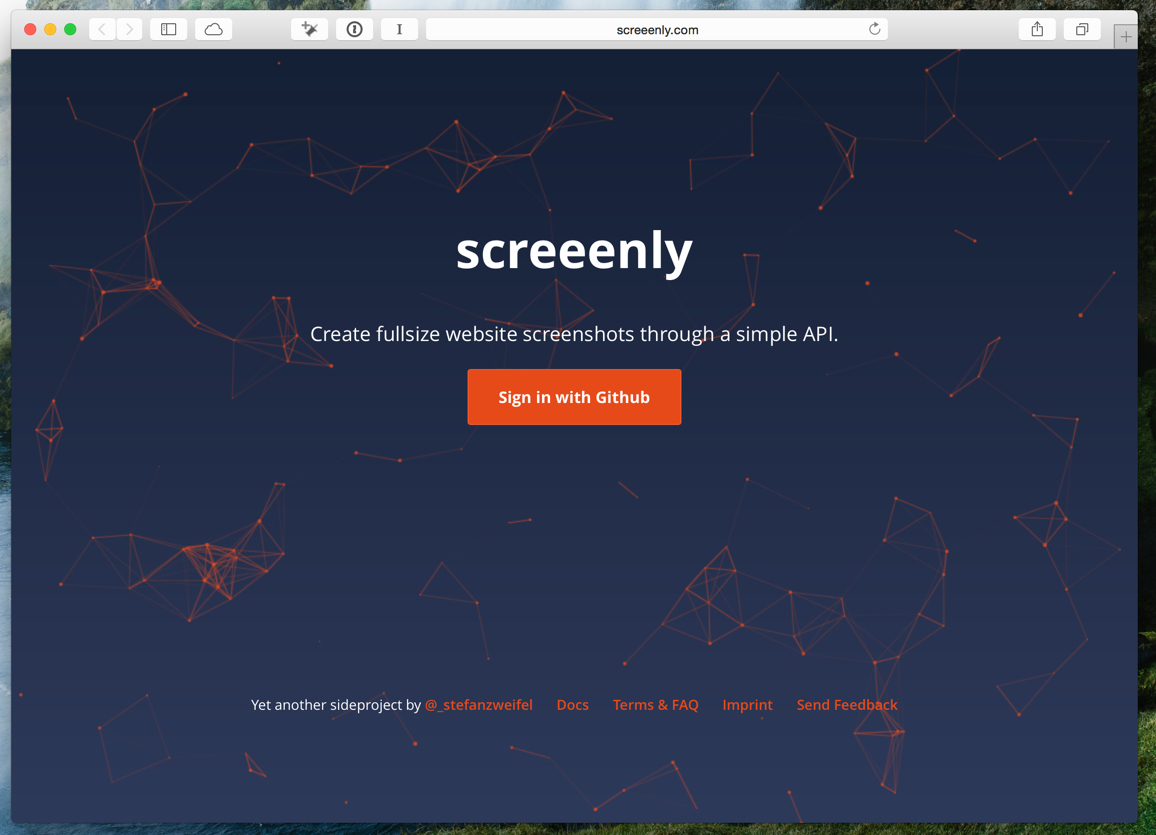 screeenly.com
screeenly
Create fullsize website screenshots through a simple API.
Sign in with Github
Yet another sideproject by @_stefanzweifel Docs Terms & FAQ Imprint Send Feedback